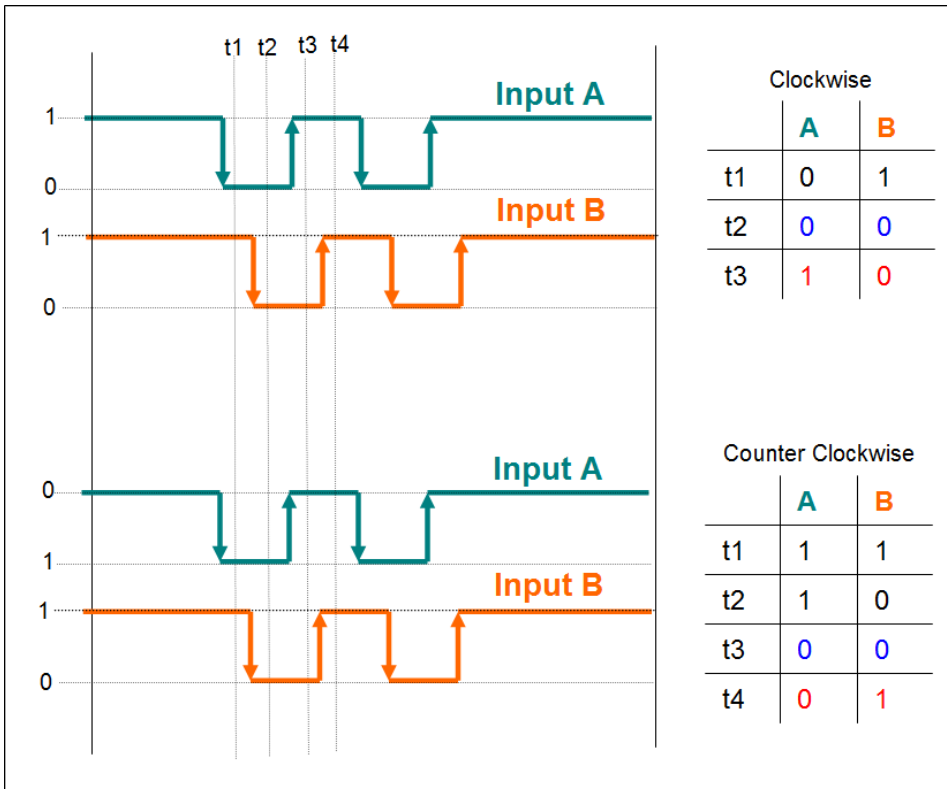 t1 t2 t3 t4
Input A
1
0
Input B
1
0
Clockwise
A B
t1 0 1
t2 0 0
t3 1 0
Input A
0
1
Input B
1
0
Counter Clockwise
A B
t1 1 1
t2 1 0
t3 0 0
t4 0 1